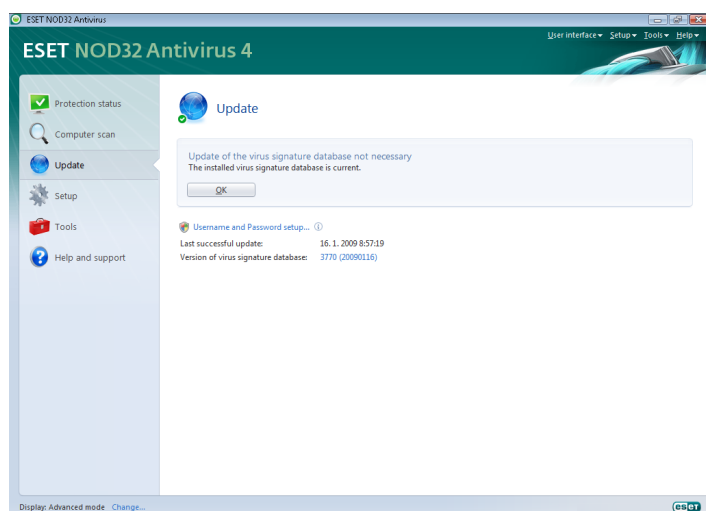 ESET NOD32 Antivirus
User interface Setup Tools Help
ESET NOD32 Antivirus 4
Protection status
Computer scan
Update
Setup
Tools
Help and support
Update
Update of the virus signature database not necessary
The installed virus signature database is current.
OK
Username and Password setup...
Last successful update: 16. 1. 2009 8:57:19
Version of virus signature database: 3770 (20090116)
Display: Advanced mode Change...
eseT